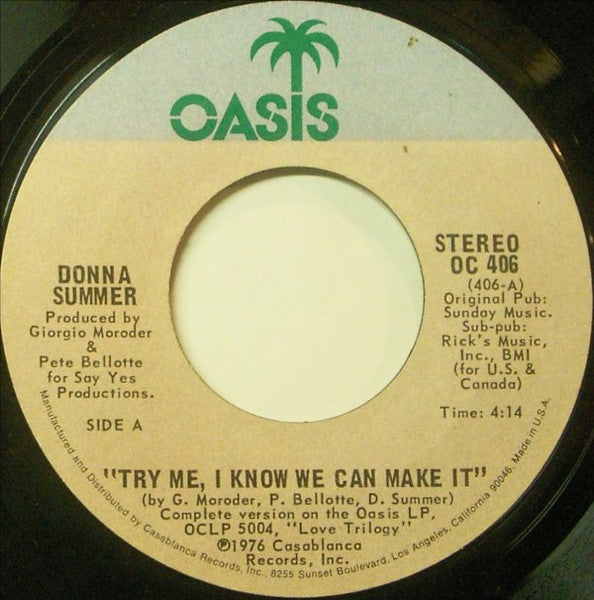 OASIS
DONNA
SUMMER
Produced by
Giorgio Moroder
&
Pete Bellotte
for Say Yes
Productions.
SIDE A
STEREO
OC 406
(406-A)
Original Pub:
Sunday Music.
Sub-pub:
Rick's Music,
Inc., BMI
(for U.S. &
Canada)
Time: 4:14
"TRY ME, I KNOW WE CAN MAKE IT"
(by G. Moroder, P. Bellotte, D. Summer)
Complete version on the Oasis LP,
OCLP 5004, "Love Trilogy"
℗1976 Casablanca
Records, Inc.
Manufactured and Distributed by Casablanca Records, Inc., 8255 Sunset Boulevard, Los Angeles, California 90046. Made in U.S.A.